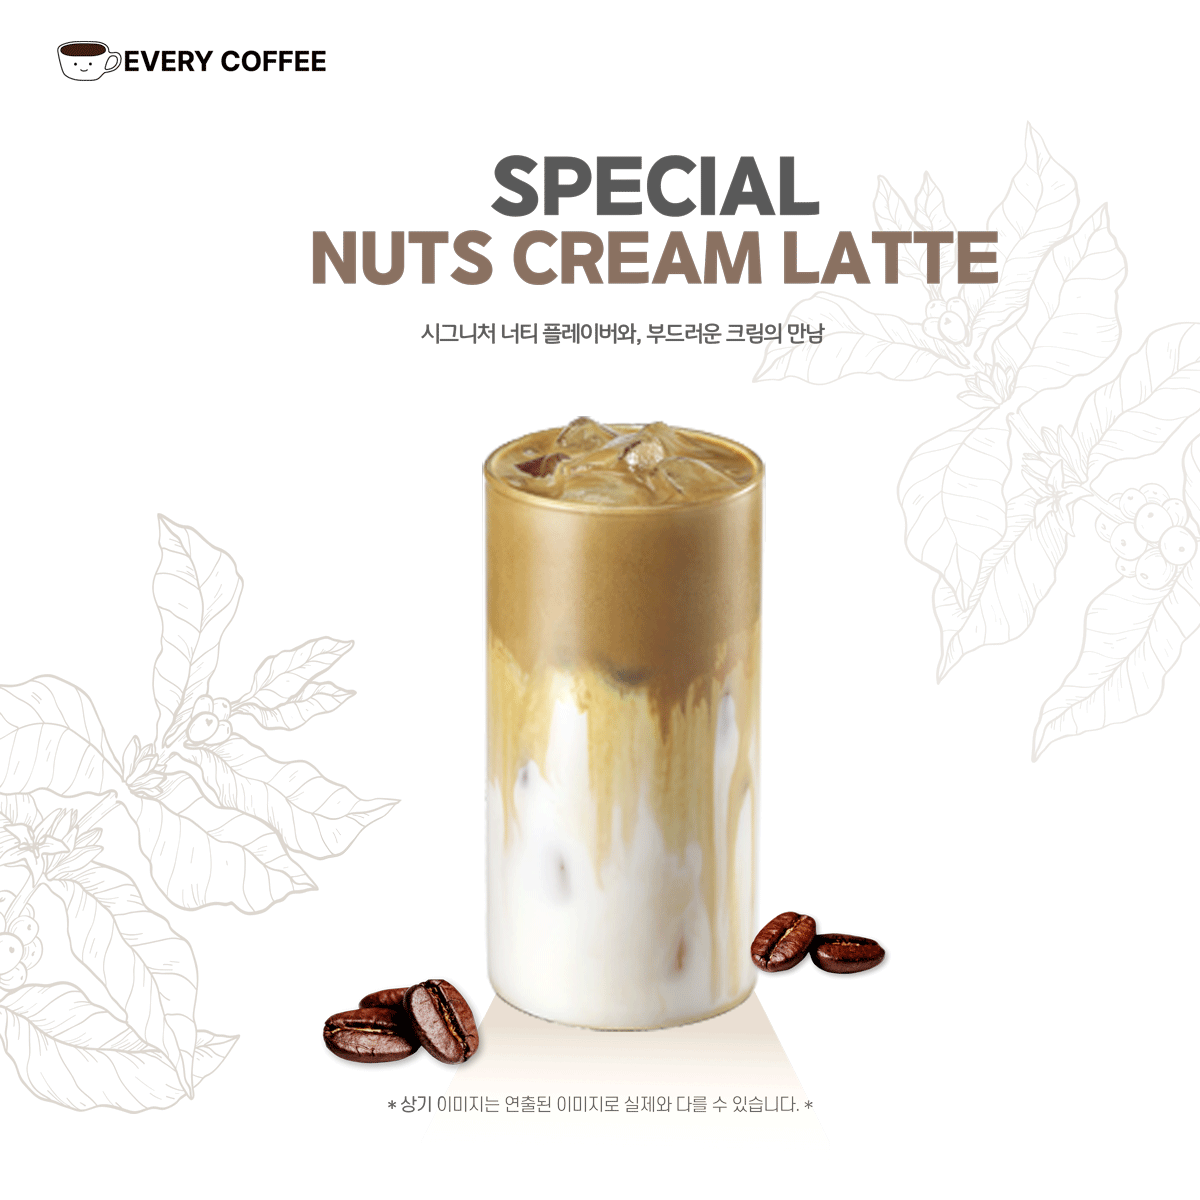 EVERY COFFEE
SPECIAL
NUTS CREAM LATTE
시그니처 너티 플레이버와, 부드러운 크림의 만남
* 상기 이미지는 연출된 이미지로 실제와 다를 수 있습니다. *